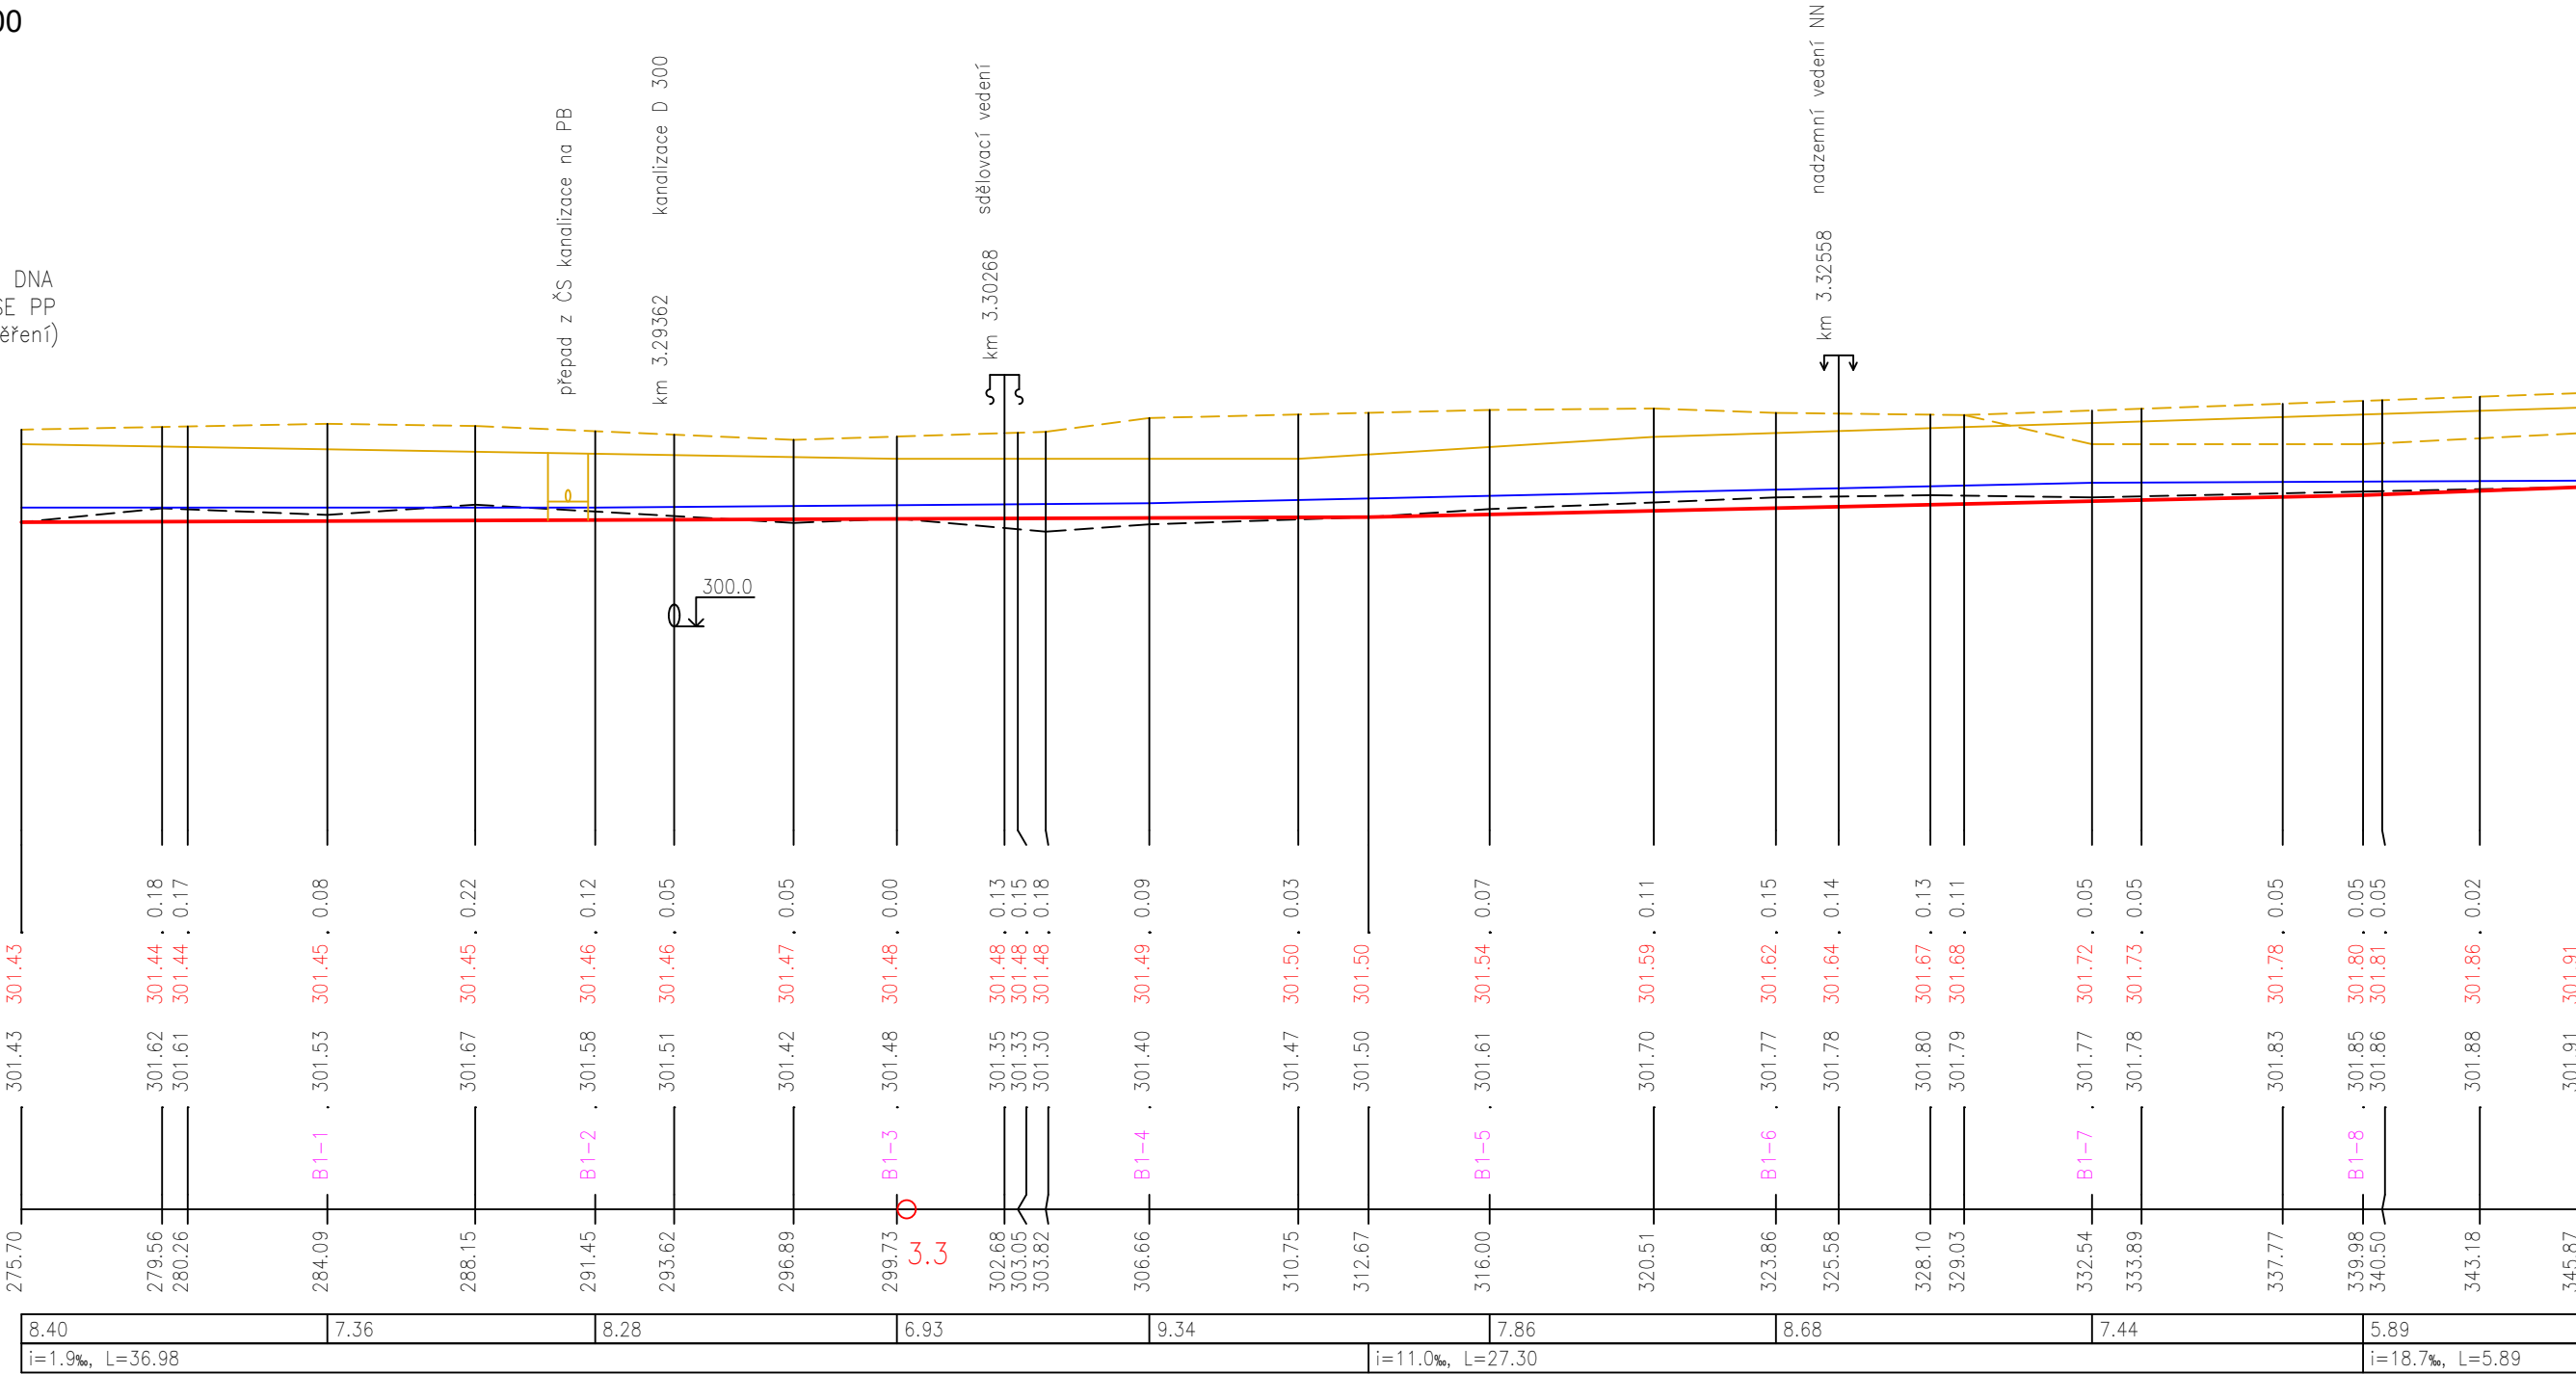 00
DNA
SE PP
ěření)
přepad z ČS kanalizace na PB
km 3.29362 kanalizace D 300
km 3.30268 sdělovací vedení
km 3.32558 nadzemní vedení NN
300.0
0.18 0.17 0.08 0.22 0.12 0.05 0.05 0.00 0.13 0.15 0.18 0.09 0.03 0.07 0.11 0.15 0.14 0.13 0.11 0.05 0.05 0.05 0.05 0.05 0.02
301.43 301.44 301.44 301.45 301.45 301.46 301.46 301.47 301.48 301.48 301.48 301.48 301.49 301.50 301.50 301.54 301.59 301.62 301.64 301.67 301.68 301.72 301.73 301.78 301.80 301.81 301.86 301.91
301.43 301.62 301.61 301.53 301.67 301.58 301.51 301.42 301.48 301.35 301.33 301.30 301.40 301.47 301.50 301.61 301.70 301.77 301.78 301.80 301.79 301.77 301.78 301.83 301.85 301.86 301.88 301.91
B1-1 B1-2 B1-3 B1-4 B1-5 B1-6 B1-7 B1-8
3.3
275.70 279.56 280.26 284.09 288.15 291.45 293.62 296.89 299.73 302.68 303.05 303.82 306.66 310.75 312.67 316.00 320.51 323.86 325.58 328.10 329.03 332.54 333.89 337.77 339.98 340.50 343.18 345.87
8.40 7.36 8.28 6.93 9.34 7.86 8.68 7.44 5.89
i=1.9‰, L=36.98 i=11.0‰, L=27.30 i=18.7‰, L=5.89